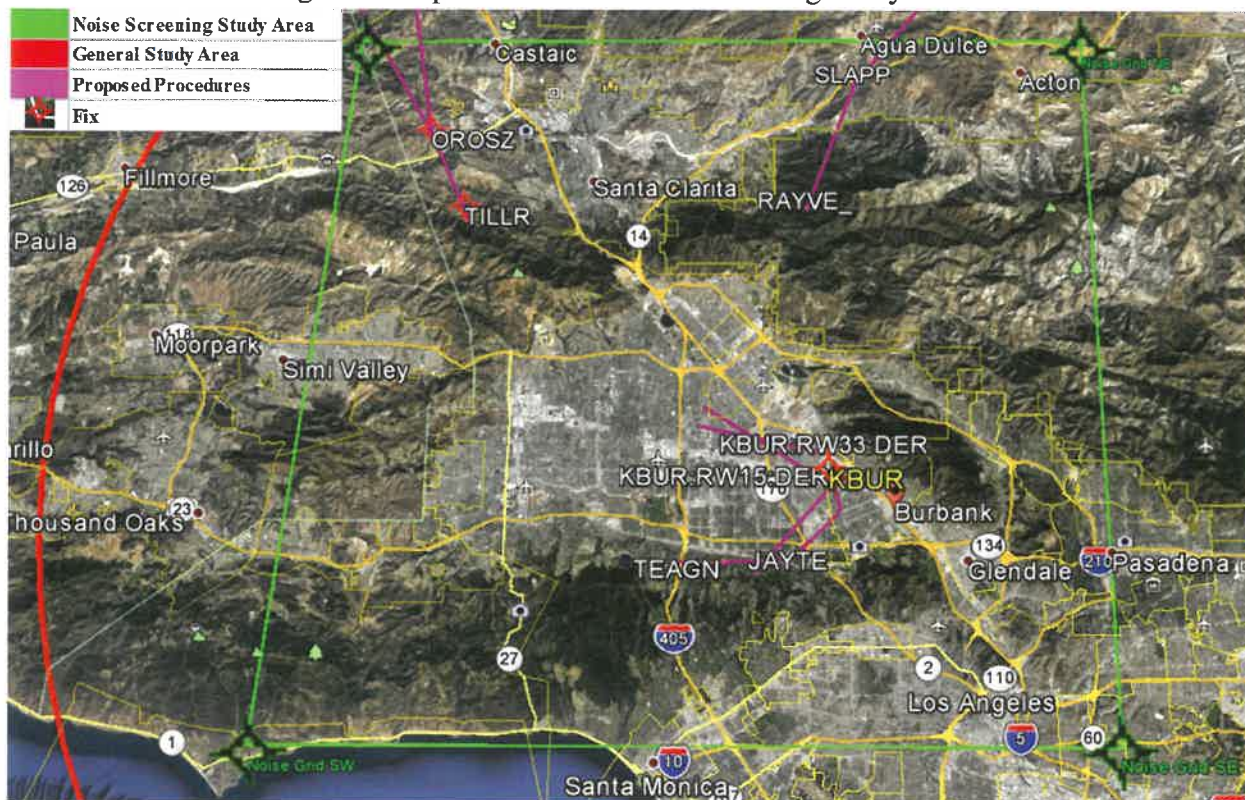 Noise Screening Study Area
General Study Area
Proposed Procedures
Fix
Castaic
Agua Dulce
SLAPP
Acton
OROSZ
126
Fillmore
Santa Clarita
RAYVE_
TILLR
14
Paula
Moorpark
Simi Valley
KBUR:RW33 DER
KBUR:RW15-DER
KBUR
170
Burbank
23
Thousand Oaks
134
TEAGN
JAYTE
Glendale
210
Pasadena
405
27
2
110
Los Angeles
1
5
60
Noise Grid SW
10
Noise Grid SE
Santa Monica